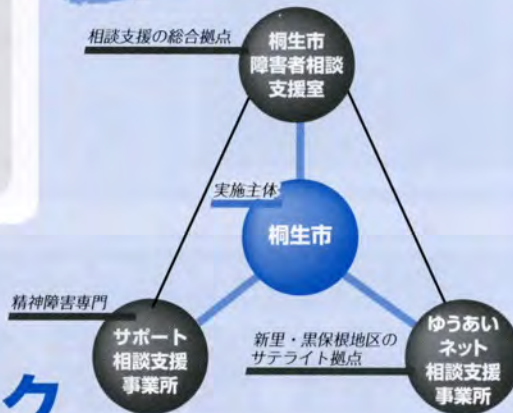 相談支援の総合拠点
桐生市
障害者相談
支援室
実施主体
桐生市
精神障害専門
サポート
相談支援
事業所
新里・黒保根地区の
サテライト拠点
ゆうあい
ネット
相談支援
事業所
ク